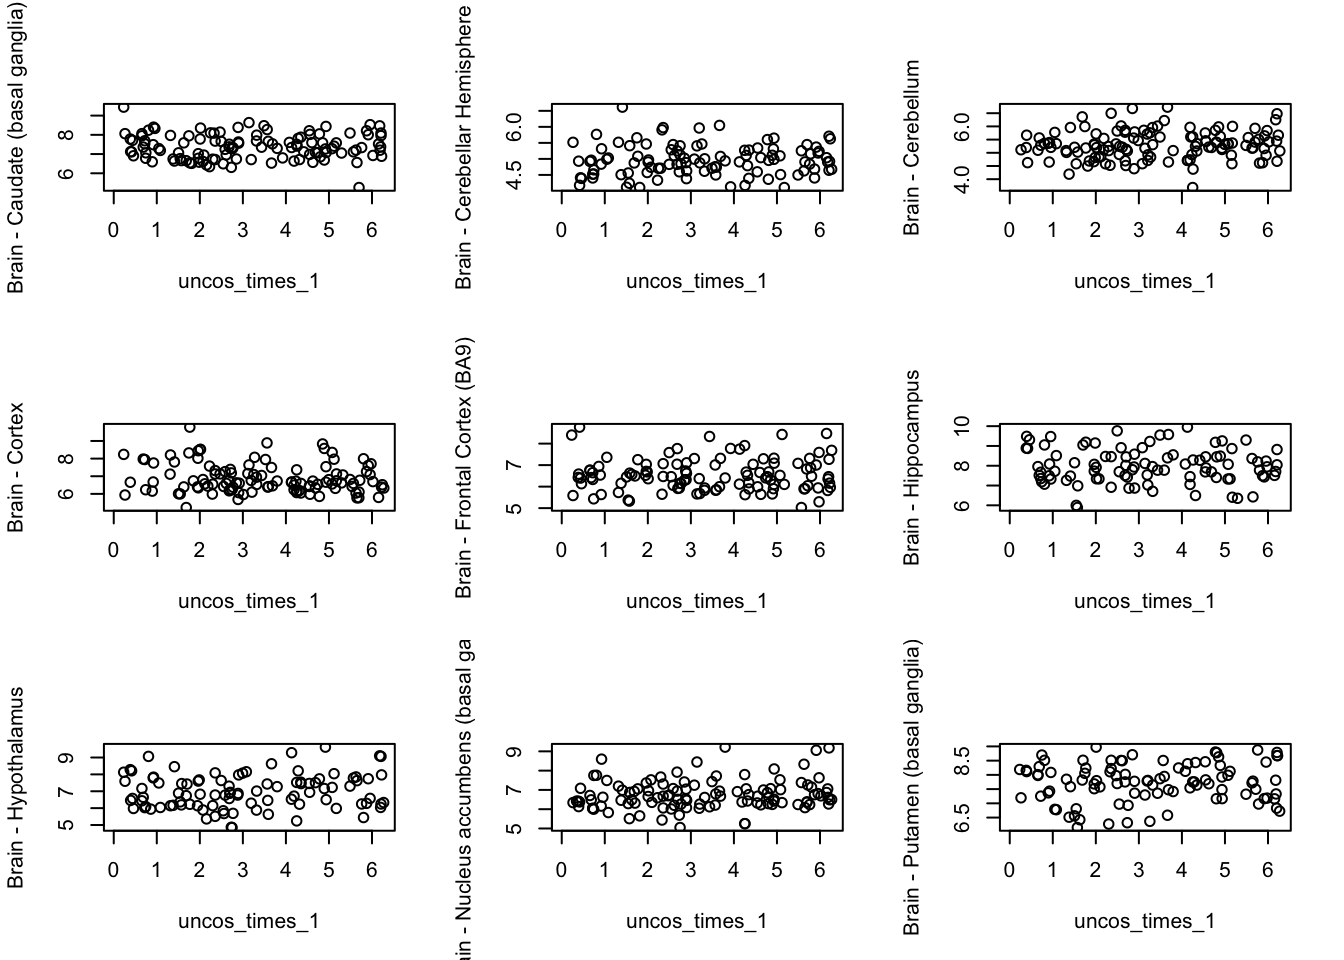 Brain - Caudate (basal ganglia)
6 8
0 1 2 3 4 5 6
uncos_times_1
Brain - Cerebellar Hemisphere
4.5 6.0
0 1 2 3 4 5 6
uncos_times_1
Brain - Cerebellum
4.0 6.0
0 1 2 3 4 5 6
uncos_times_1
Brain - Cortex
6 8
0 1 2 3 4 5 6
uncos_times_1
Brain - Frontal Cortex (BA9)
5 7
0 1 2 3 4 5 6
uncos_times_1
Brain - Hippocampus
6 8 10
0 1 2 3 4 5 6
uncos_times_1
Brain - Hypothalamus
5 7 9
0 1 2 3 4 5 6
uncos_times_1
ain - Nucleus accumbens (basal ga
5 7 9
0 1 2 3 4 5 6
uncos_times_1
Brain - Putamen (basal ganglia)
6.5 8.5
0 1 2 3 4 5 6
uncos_times_1